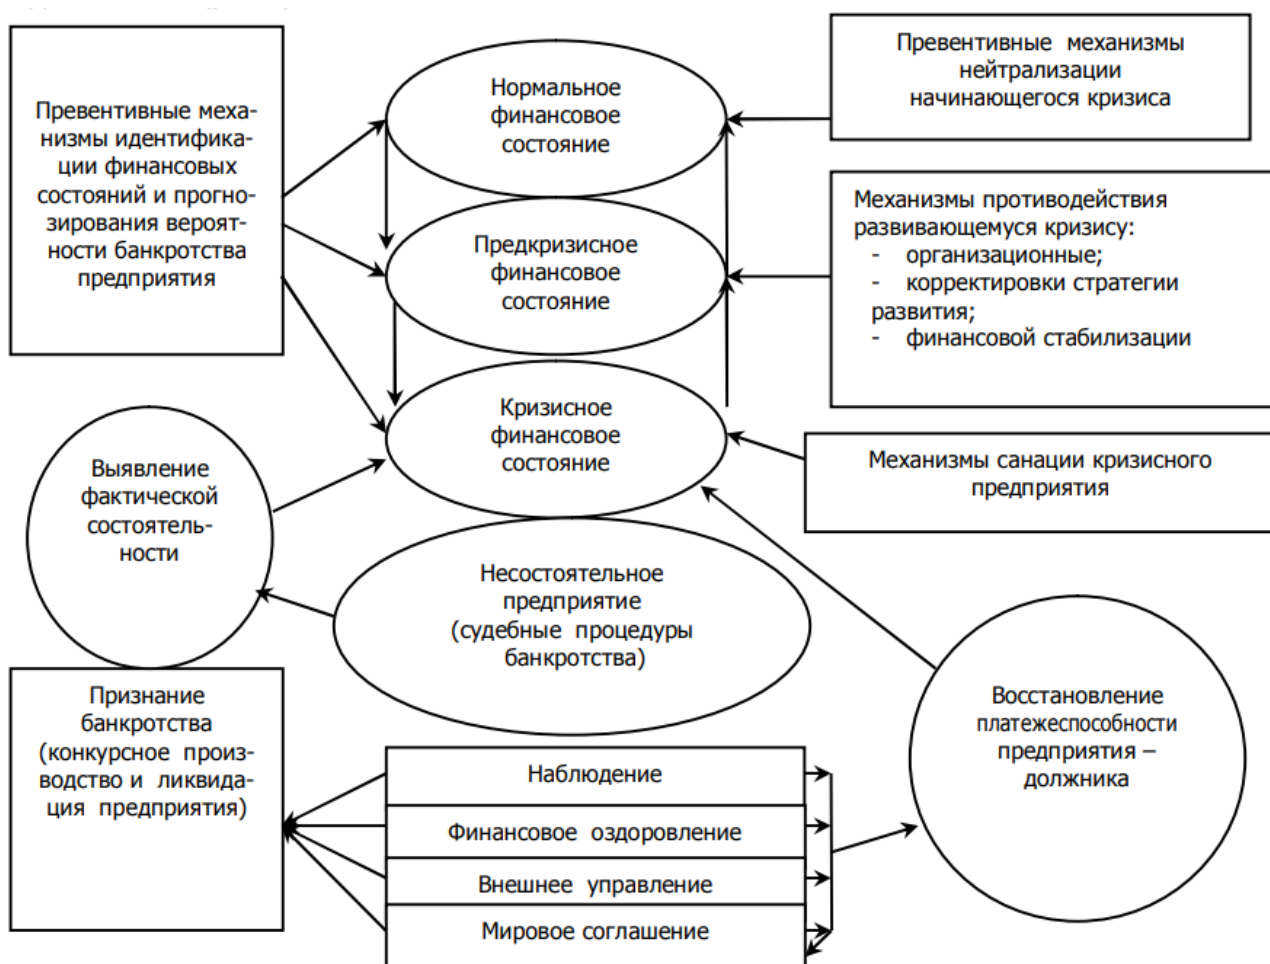 Превентивные меха-
низмы идентифика-
ции финансовых
состояний и прогно-
зирования вероят-
ности банкротства
предприятия
Нормальное
финансовое
состояние
Превентивные механизмы
нейтрализации
начинающегося кризиса
Предкризисное
финансовое
состояние
Механизмы противодействия
развивающемуся кризису:
- организационные;
- корректировки стратегии
развития;
- финансовой стабилизации
Кризисное
финансовое
состояние
Механизмы санации кризисного
предприятия
Выявление
фактической
состоятель-
ности
Несостоятельное
предприятие
(судебные процедуры
банкротства)
Восстановление
платежеспособности
предприятия –
должника
Признание
банкротства
(конкурсное произ-
водство и ликвида-
ция предприятия)
Наблюдение
Финансовое оздоровление
Внешнее управление
Мировое соглашение